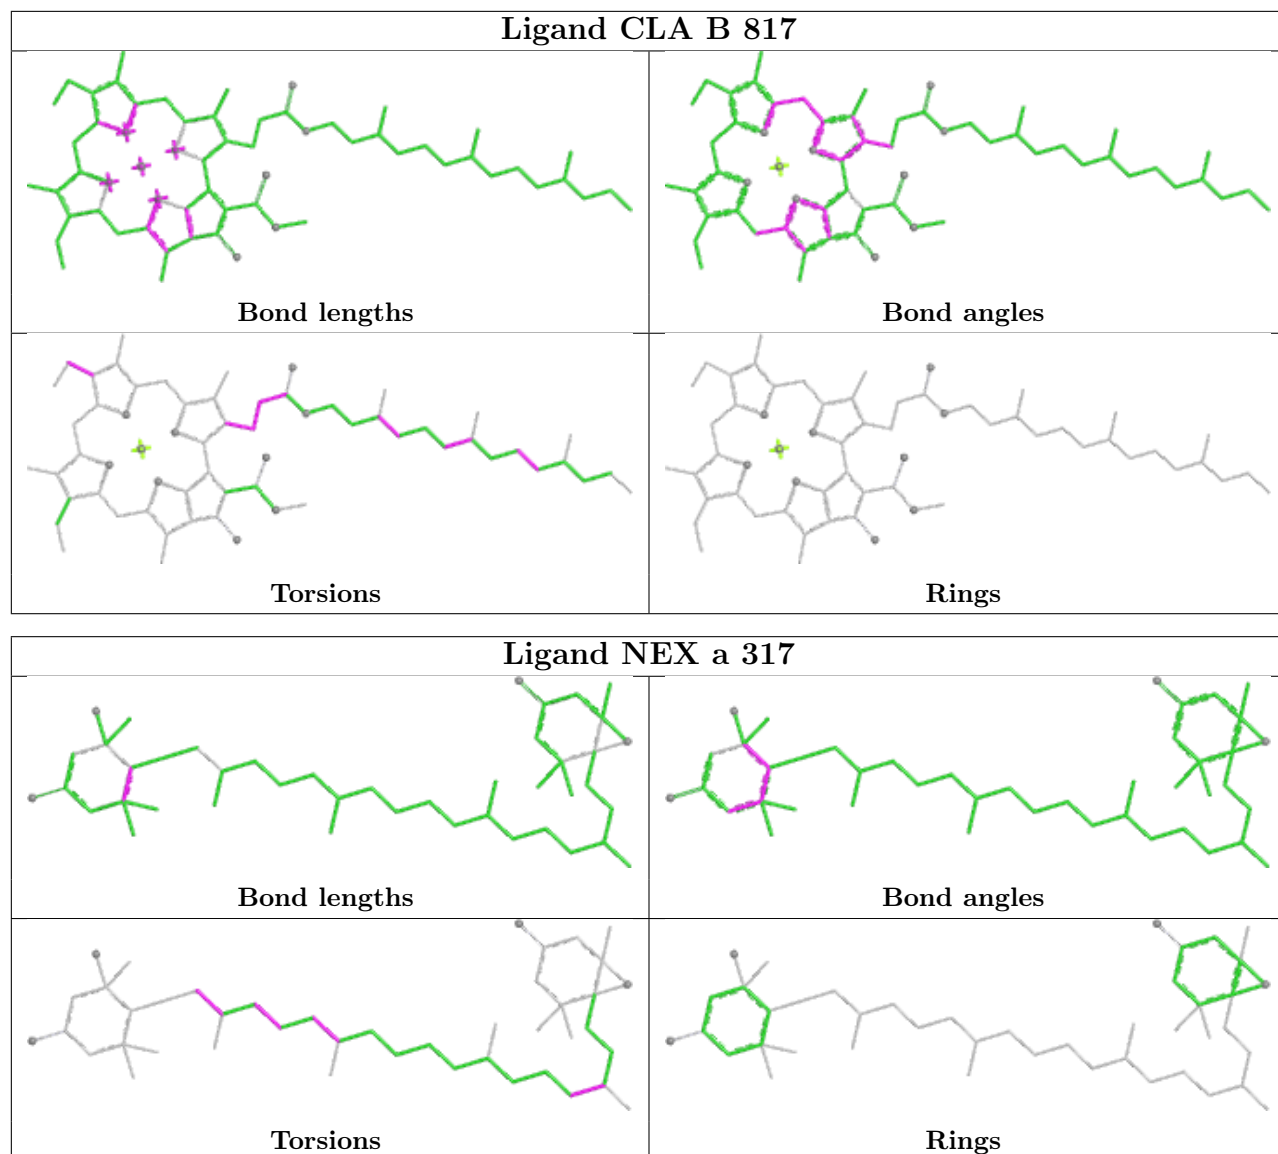 Ligand CLA B 817
Bond lengths
Bond angles
Torsions
Rings
Ligand NEX a 317
Bond lengths
Bond angles
Torsions
Rings